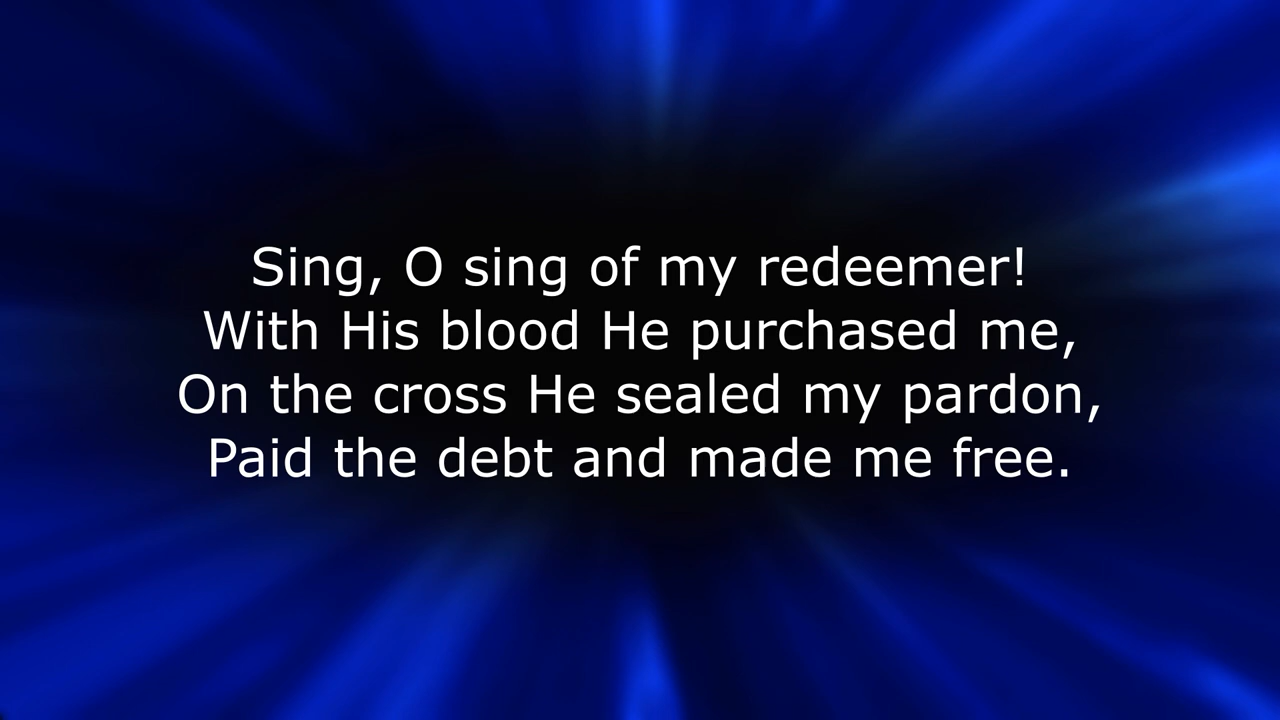 Sing, O sing of my redeemer!
With His blood He purchased me,
On the cross He sealed my pardon,
Paid the debt and made me free.